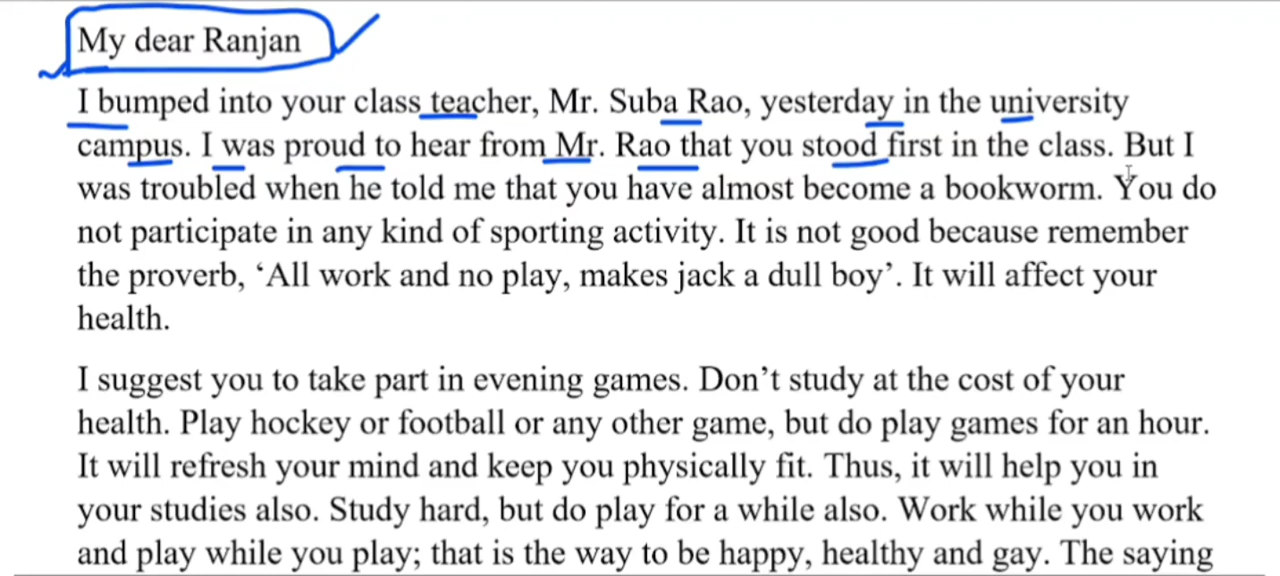 My dear Ranjan
I bumped into your class teacher, Mr. Suba Rao, yesterday in the university
campus. I was proud to hear from Mr. Rao that you stood first in the class. But I
was troubled when he told me that you have almost become a bookworm. You do
not participate in any kind of sporting activity. It is not good because remember
the proverb, ‘All work and no play, makes jack a dull boy’. It will affect your
health.
I suggest you to take part in evening games. Don’t study at the cost of your
health. Play hockey or football or any other game, but do play games for an hour.
It will refresh your mind and keep you physically fit. Thus, it will help you in
your studies also. Study hard, but do play for a while also. Work while you work
and play while you play; that is the way to be happy, healthy and gay. The saying